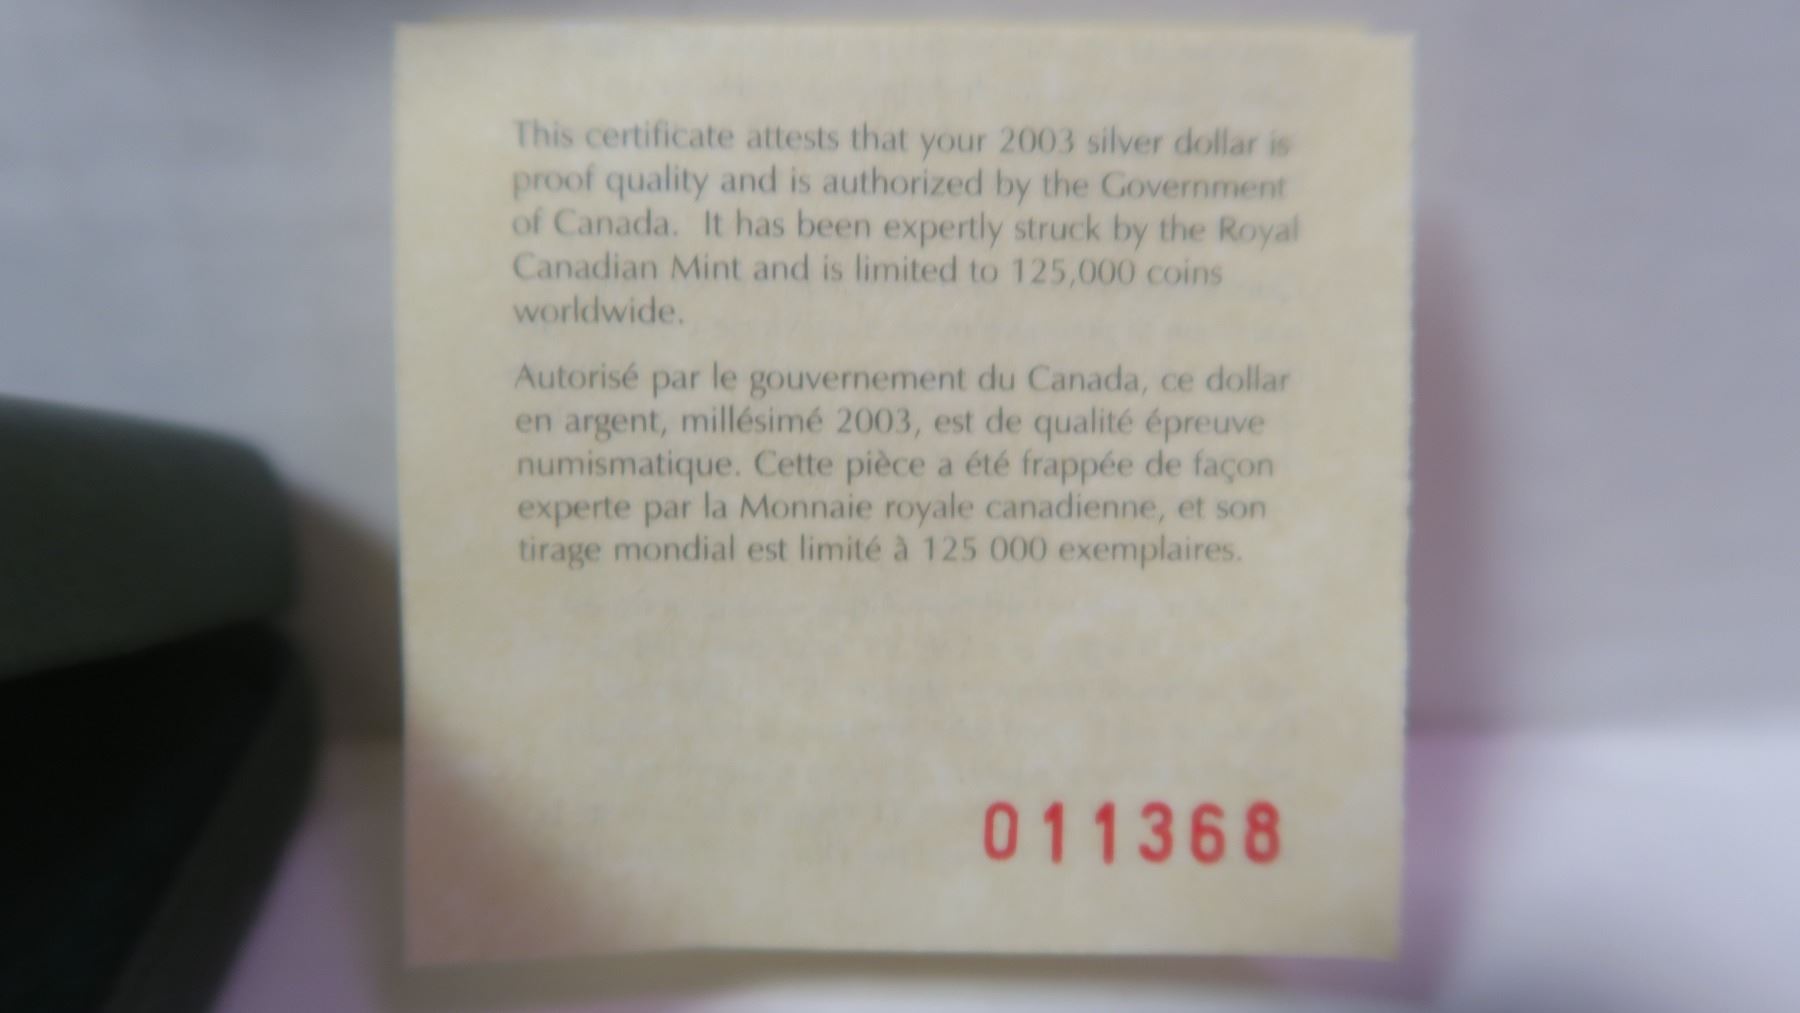 This certificate attests that your 2003 silver dollar is
proof quality and is authorized by the Government
of Canada.  It has been expertly struck by the Royal
Canadian Mint and is limited to 125,000 coins
worldwide.
Autorisé par le gouvernement du Canada, ce dollar
en argent, millésimé 2003, est de qualité épreuve
numismatique. Cette pièce a été frappée de façon
experte par la Monnaie royale canadienne, et son
tirage mondial est limité à 125 000 exemplaires.
011368